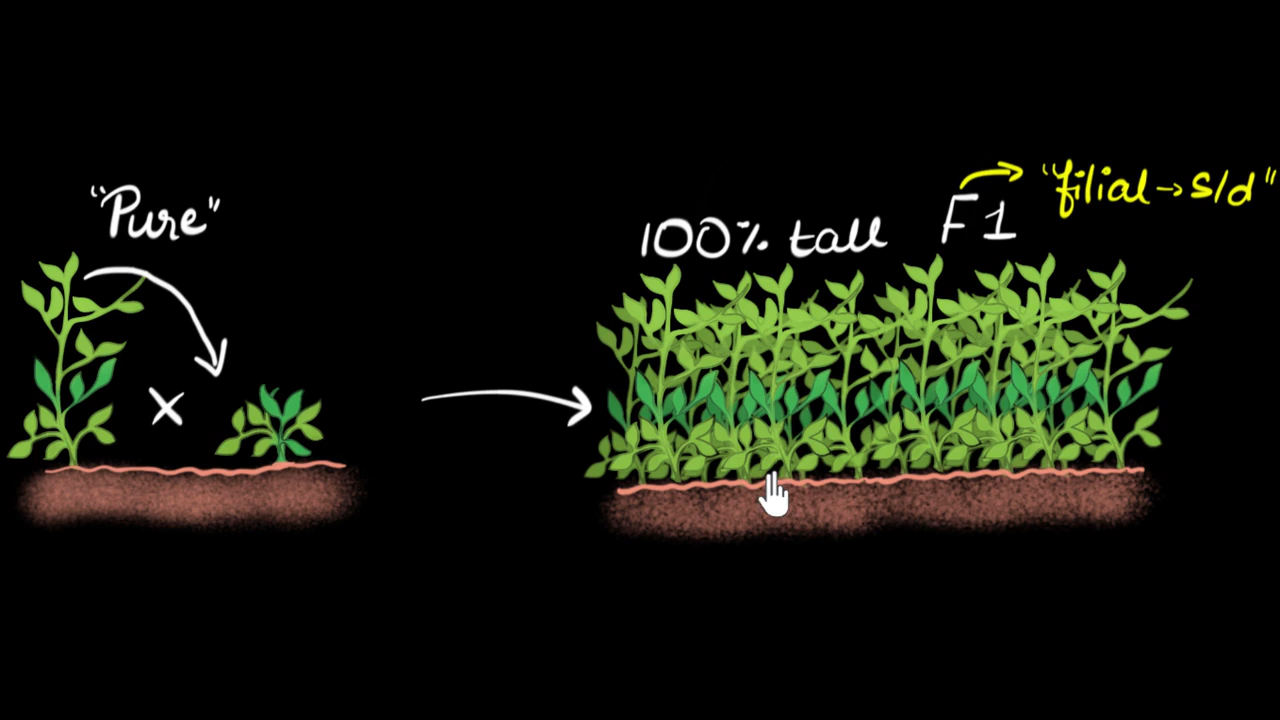 "Pure"
100% tall F1 "filial → s/d"
×